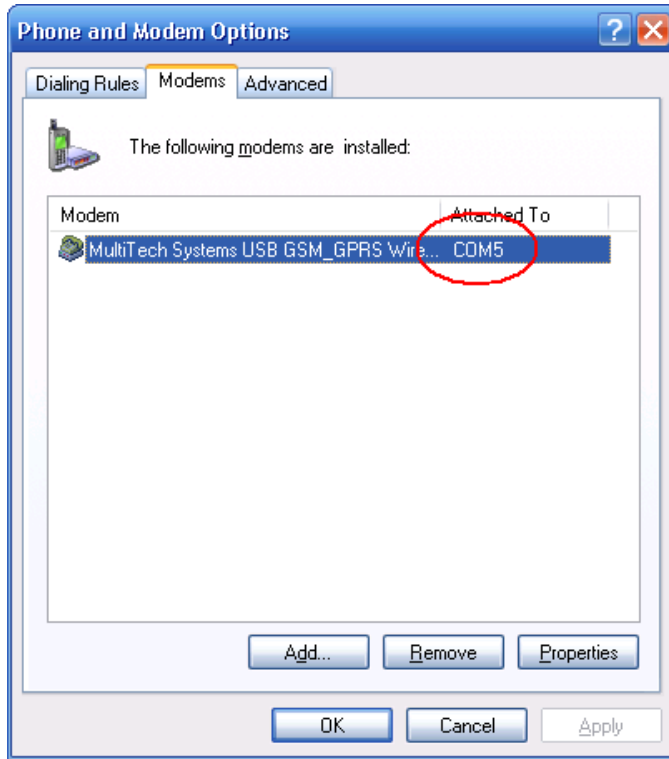 Phone and Modem Options
Dialing Rules Modems Advanced
The following modems are installed:
Modem Attached To
MultiTech Systems USB GSM_GPRS Wire... COM5
Add... Remove Properties
OK Cancel Apply